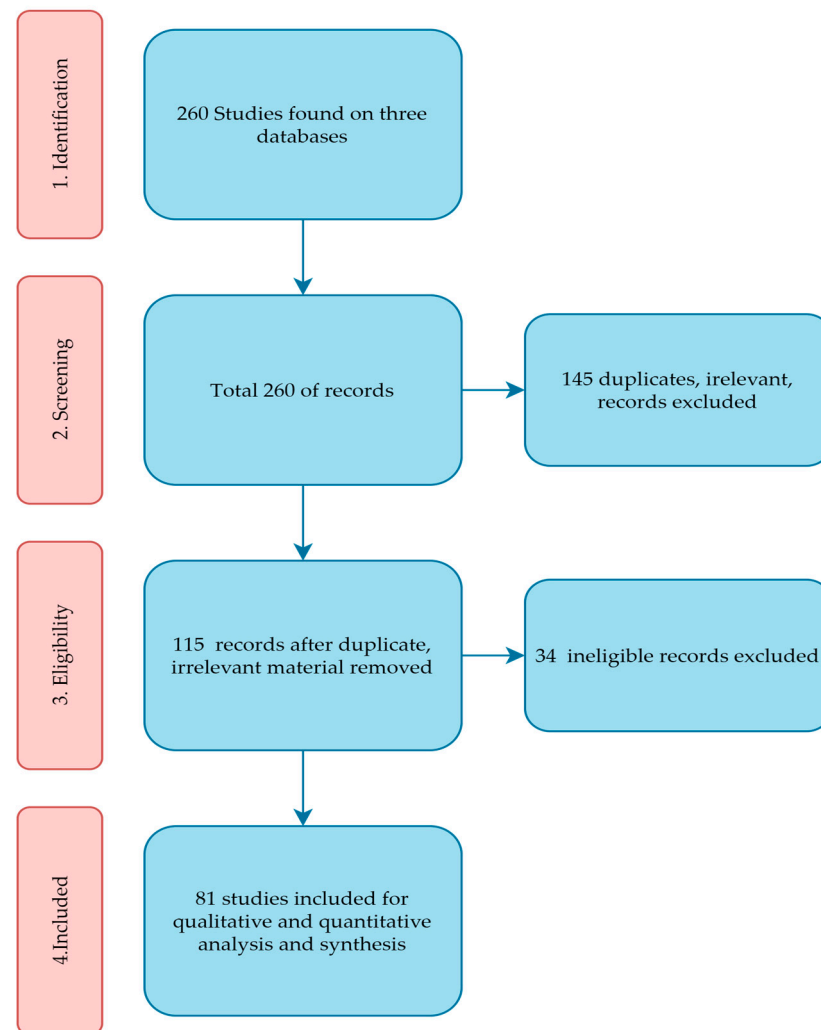 1. Identification
260 Studies found on three
databases
2. Screening
Total 260 of records
145 duplicates, irelevant,
records excluded
3. Eligibility
115 records after duplicate,
irrelevant material removed
34 ineligible records excluded
4.Included
81 studies included for
qualitative and quantitative
analysis and synthesis